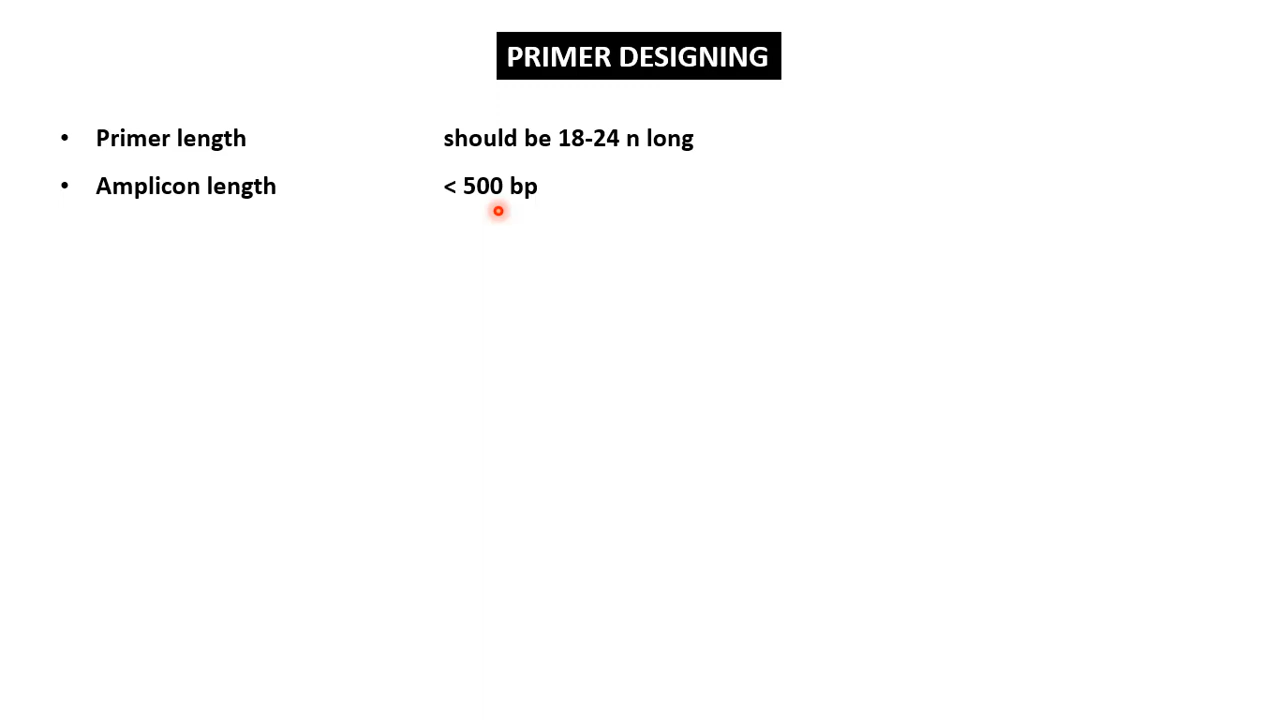 PRIMER DESIGNING
• Primer length should be 18-24 n long
• Amplicon length < 500 bp